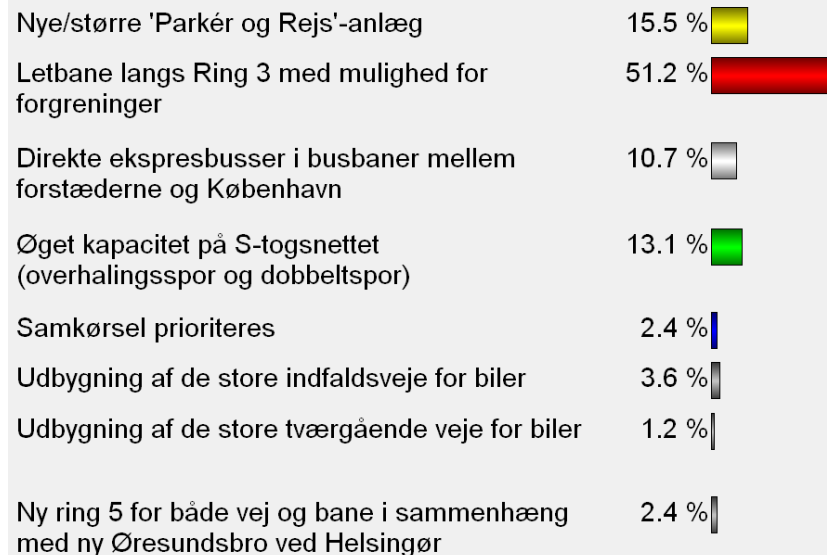 Nye/større 'Parkér og Rejs'-anlæg 15.5 %
Letbane langs Ring 3 med mulighed for 51.2 %
forgreninger
Direkte ekspresbusser i busbaner mellem 10.7 %
forstæderne og København
Øget kapacitet på S-togsnettet 13.1 %
(overhalingsspor og dobbeltspor)
Samkørsel prioriteres 2.4 %
Udbygning af de store indfaldsveje for biler 3.6 %
Udbygning af de store tværgående veje for biler 1.2 %
Ny ring 5 for både vej og bane i sammenhæng 2.4 %
med ny Øresundsbro ved Helsingør